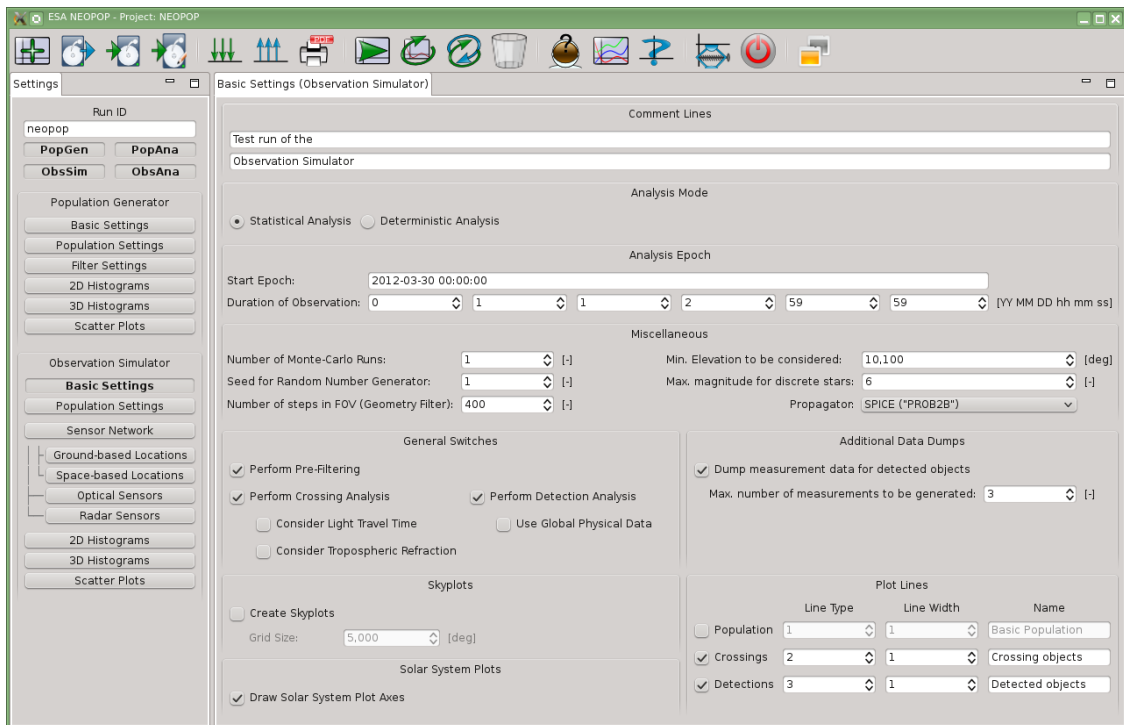 ESA NEOPOP - Project: NEOPOP
PDF
Settings
Run ID
neopop
PopGen PopAna
ObsSim ObsAna
Population Generator
Basic Settings
Population Settings
Filter Settings
2D Histograms
3D Histograms
Scatter Plots
Observation Simulator
Basic Settings
Population Settings
Sensor Network
Ground-based Locations
Space-based Locations
Optical Sensors
Radar Sensors
2D Histograms
3D Histograms
Scatter Plots
Basic Settings (Observation Simulator)
Comment Lines
Test run of the
Observation Simulator
Analysis Mode
Statistical Analysis Deterministic Analysis
Analysis Epoch
Start Epoch: 2012-03-30 00:00:00
Duration of Observation: 0 1 1 2 59 59 [YY MM DD hh mm ss]
Miscellaneous
Number of Monte-Carlo Runs: 1 [-] Min. Elevation to be considered: 10,100 [deg]
Seed for Random Number Generator: 1 [-] Max. magnitude for discrete stars: 6 [-]
Number of steps in FOV (Geometry Filter): 400 [-] Propagator: SPICE ("PROB2B")
General Switches
Perform Pre-Filtering
Perform Crossing Analysis Perform Detection Analysis
Consider Light Travel Time Use Global Physical Data
Consider Tropospheric Refraction
Additional Data Dumps
Dump measurement data for detected objects
Max. number of measurements to be generated: 3 [-]
Skyplots
Create Skyplots
Grid Size: 5,000 [deg]
Solar System Plots
Draw Solar System Plot Axes
Plot Lines
Line Type Line Width Name
Population 1 1 Basic Population
Crossings 2 1 Crossing objects
Detections 3 1 Detected objects